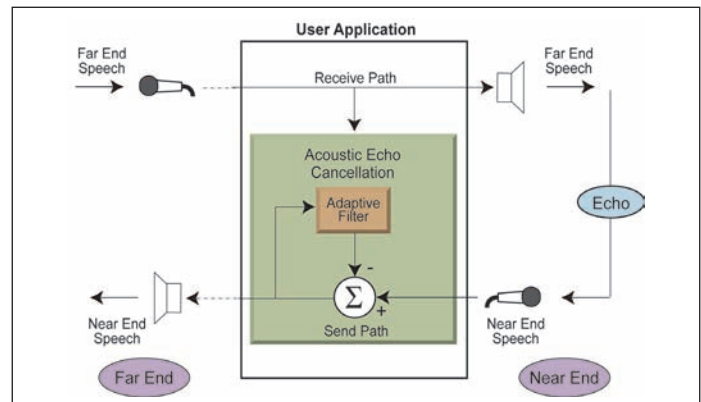 User Application
Far End
Speech
Receive Path
Far End
Speech
Acoustic Echo
Cancellation
Adaptive
Filter
Echo
-
Σ
+
Near End
Speech
Send Path
Near End
Speech
Far End
Near End